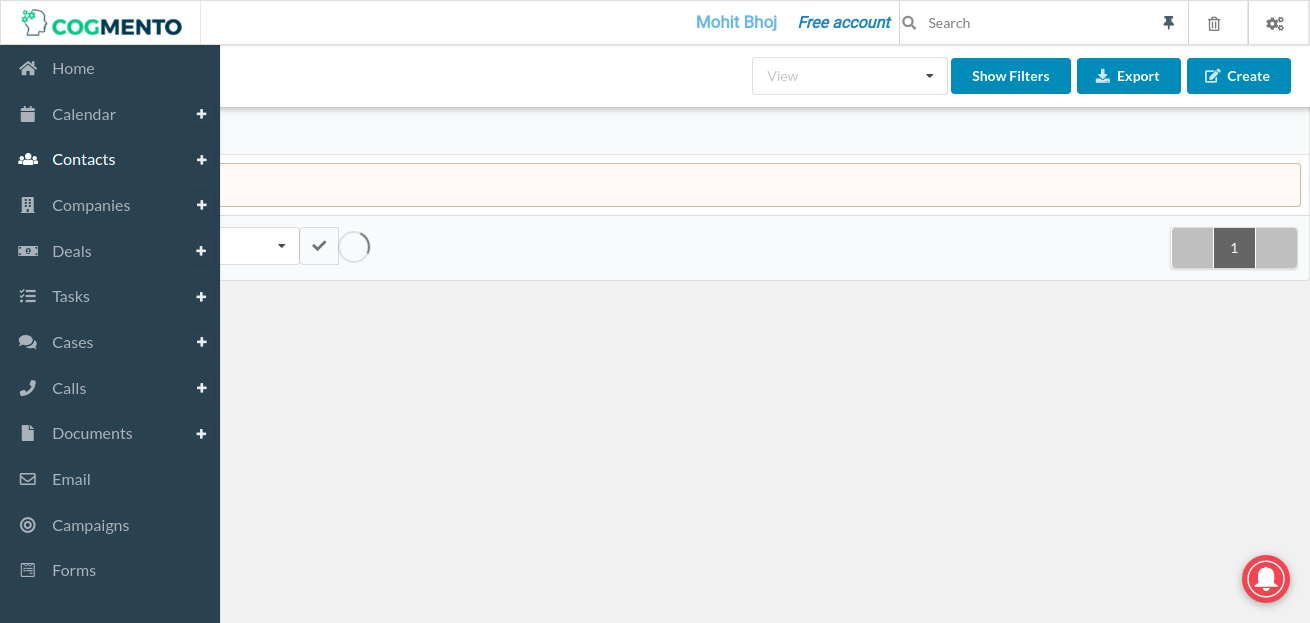 COGMENTO
Mohit Bhoj
Free account
Search
Home
Calendar
Contacts
Companies
Deals
Tasks
Cases
Calls
Documents
Email
Campaigns
Forms
View
Show Filters
Export
Create
1